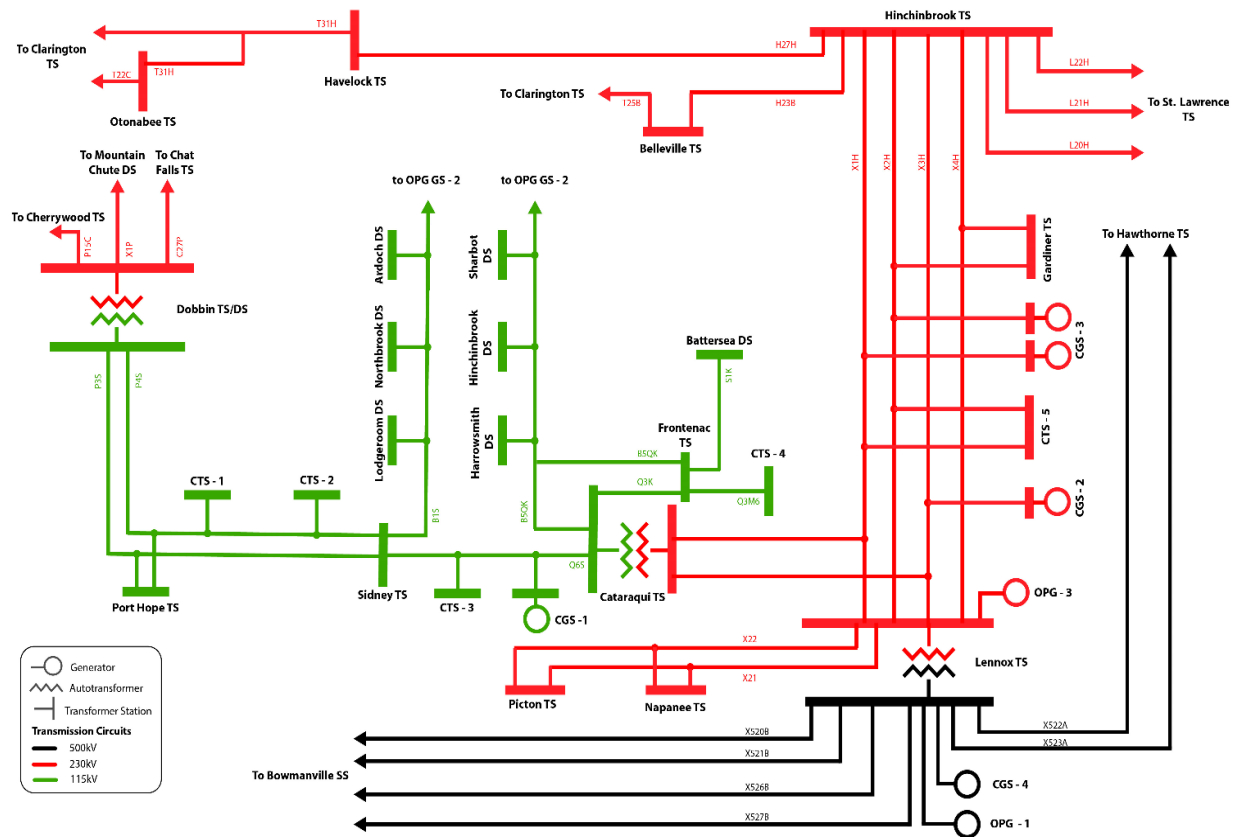 Hinchinbrook TS
T31H
To Clarington
TS
H27H
T22C
T31H
Havelock TS
L22H
To Clarington TS
T25B
H23B
L21H
To St. Lawrence
TS
Otonabee TS
Belleville TS
L20H
To Mountain
Chute DS
To Chat
Falls TS
X1H
X2H
X3H
X4H
to OPG GS - 2
to OPG GS - 2
To Cherrywood TS
P15C
X1P
C27P
Ardoch DS
Sharbot
DS
Gardiner TS
To Hawthorne TS
Dobbin TS/DS
Northbrook DS
Hinchinbrook
DS
Battersea DS
CGS - 3
P3S
P4S
S1K
Lodgeroom DS
Harrowsmith
DS
Frontenac
TS
CTS - 5
B5QK
CTS - 4
CTS - 1
CTS - 2
Q3K
Q3M6
CGS - 2
B1S
B5QK
Q6S
Port Hope TS
Sidney TS
CTS - 3
CGS -1
Cataraqui TS
OPG - 3
X22
X21
Lennox TS
Picton TS
Napanee TS
Generator
Autotransformer
Transformer Station
Transmission Circuits
500kV
230kV
115kV
X520B
X521B
X522A
X523A
To Bowmanville SS
X526B
X527B
CGS - 4
OPG - 1